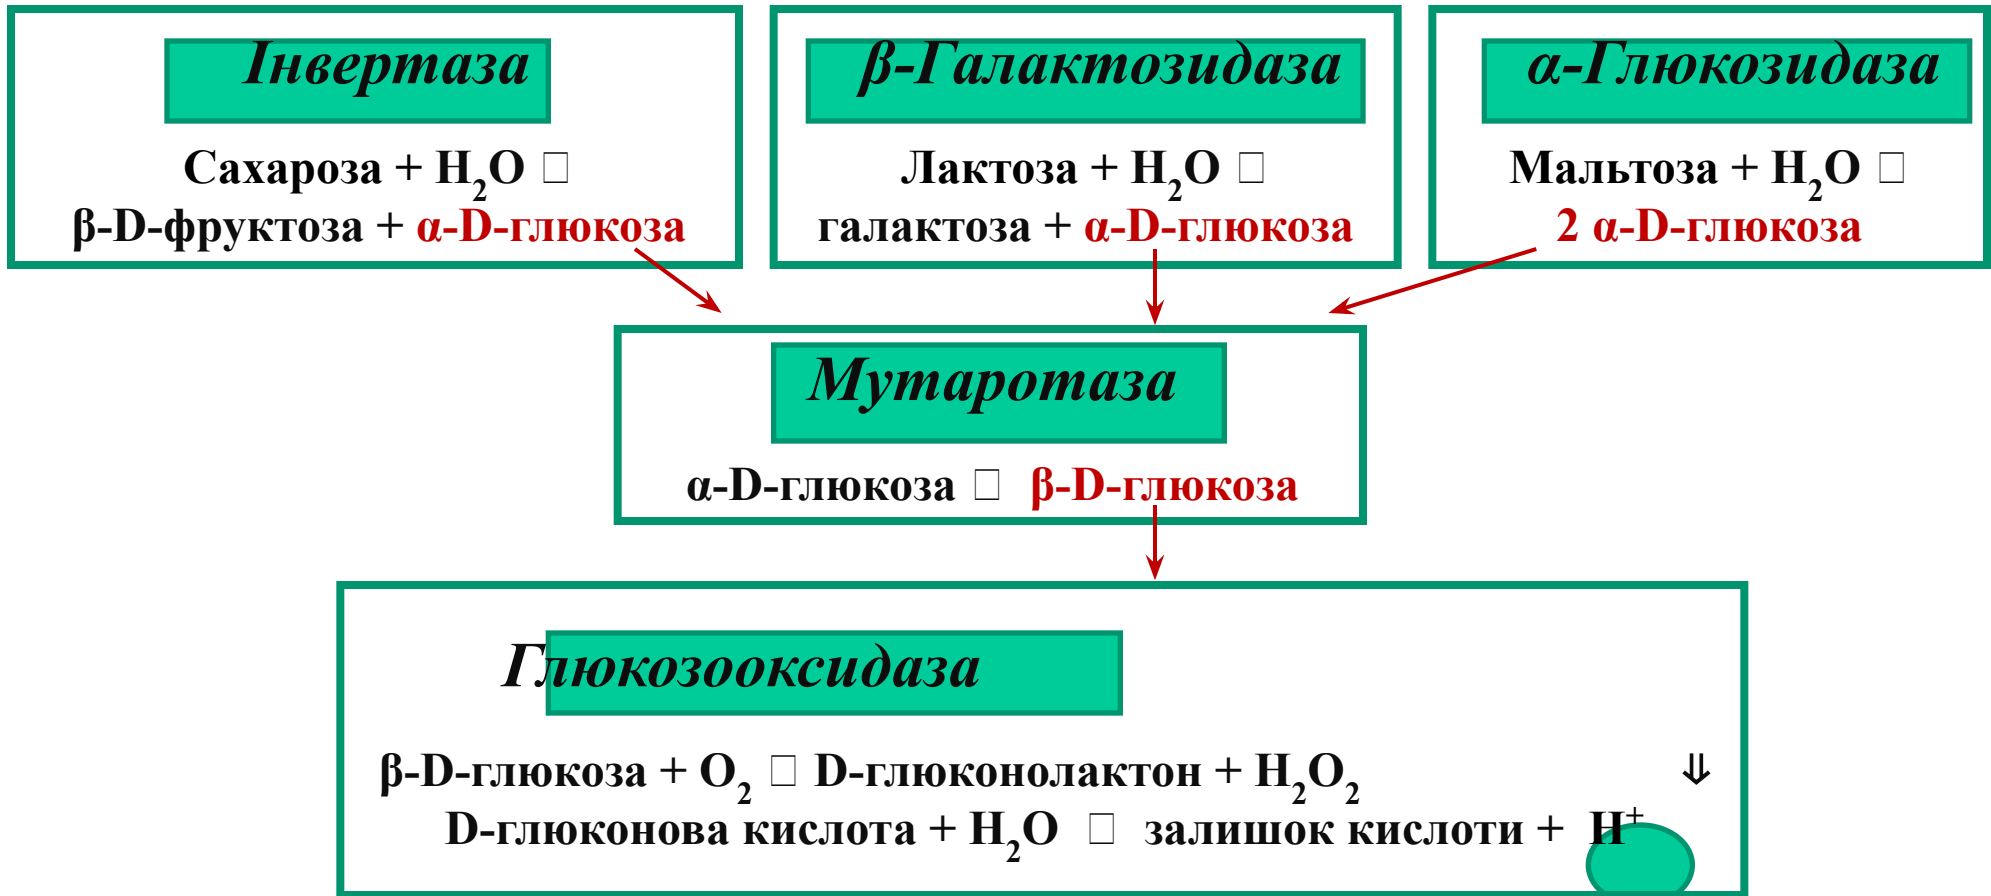 Інвертаза
Сахароза + H₂O □
β-D-фруктоза + α-D-глюкоза
β-Галактозидаза
Лактоза + H₂O □
галактоза + α-D-глюкоза
α-Глюкозидаза
Мальтоза + H₂O □
2 α-D-глюкоза
Мутаротаза
α-D-глюкоза □ β-D-глюкоза
Глюкозооксидаза
β-D-глюкоза + O₂ □ D-глюконолактон + H₂O₂ ⇓
D-глюконова кислота + H₂O □ залишок кислоти + H⁺